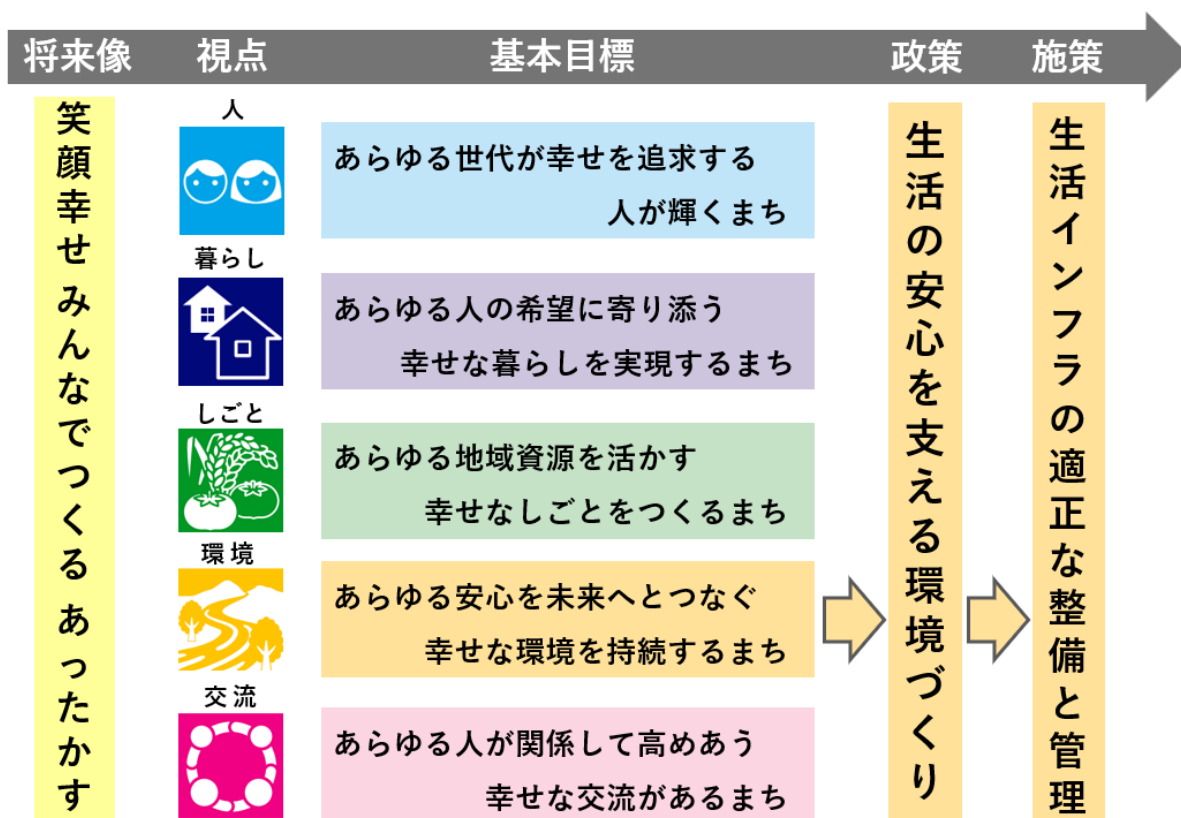 将来像
視点
基本目標
政策
施策
笑顔幸せ みんなでつくる あったかす
人
あらゆる世代が幸せを追求する
人が輝くまち
暮らし
あらゆる人の希望に寄り添う
幸せな暮らしを実現するまち
しごと
あらゆる地域資源を活かす
幸せなしごとをつくるまち
環境
あらゆる安心を未来へとつなぐ
幸せな環境を持続するまち
交流
あらゆる人が関係して高めあう
幸せな交流があるまち
生活の安心を支える環境づくり
生活インフラの適正な整備と管理